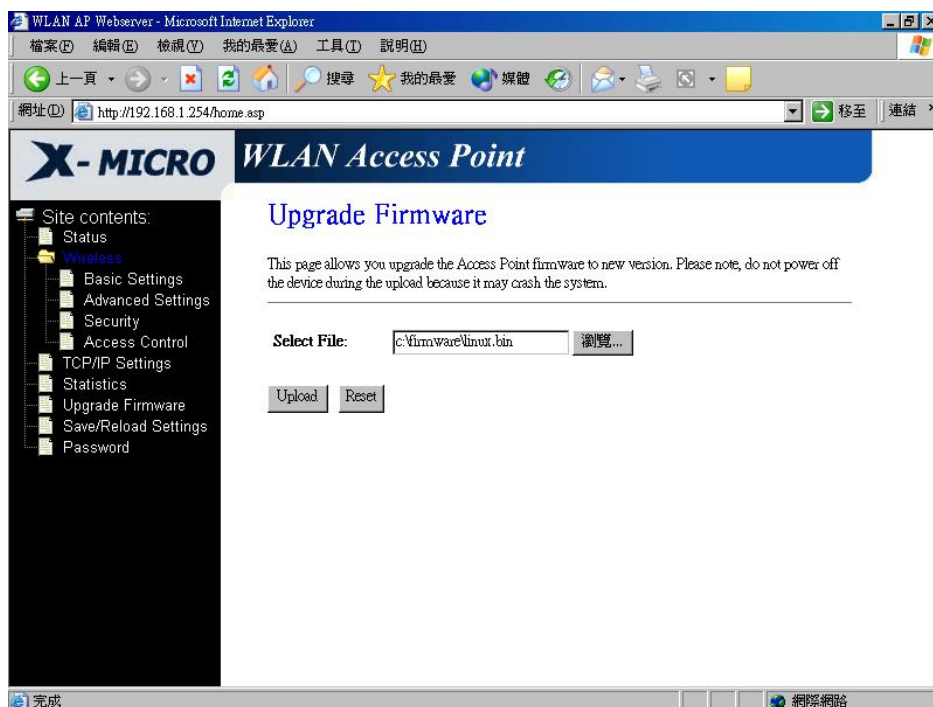 WLAN AP Webserver - Microsoft Internet Explorer
檔案(F) 編輯(E) 檢視(V) 我的最愛(A) 工具(T) 說明(H)
上一頁 搜尋 我的最愛 媒體
網址(D) http://192.168.1.254/home.asp 移至 連結
X-MICRO
WLAN Access Point
Site contents:
Status
Wireless
Basic Settings
Advanced Settings
Security
Access Control
TCP/IP Settings
Statistics
Upgrade Firmware
Save/Reload Settings
Password
Upgrade Firmware
This page allows you upgrade the Access Point firmware to new version. Please note, do not power off
the device during the upload because it may crash the system.
Select File: c:\firmware\linux.bin 瀏覽...
Upload Reset
完成 網際網路